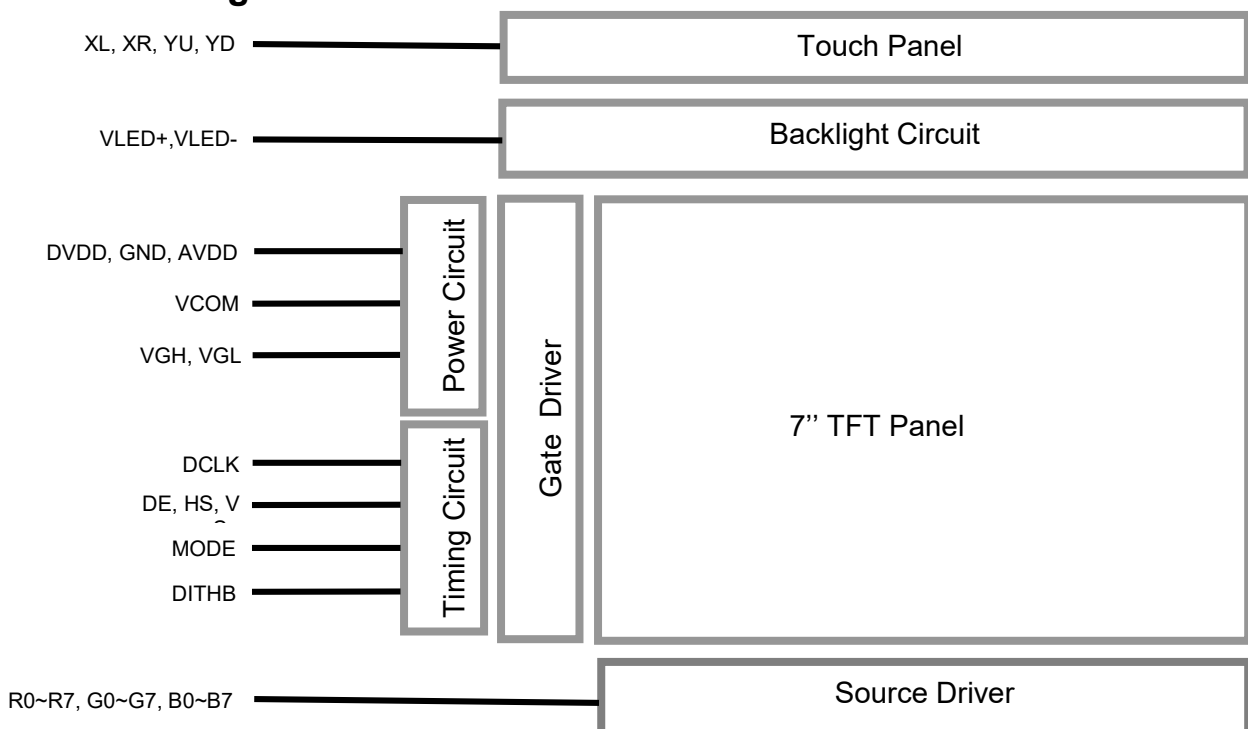 XL, XR, YU, YD
Touch Panel
VLED+,VLED-
Backlight Circuit
DVDD, GND, AVDD
VCOM
VGH, VGL
Power Circuit
Gate Driver
7’’ TFT Panel
DCLK
DE, HS, V
MODE
DITHB
Timing Circuit
R0~R7, G0~G7, B0~B7
Source Driver